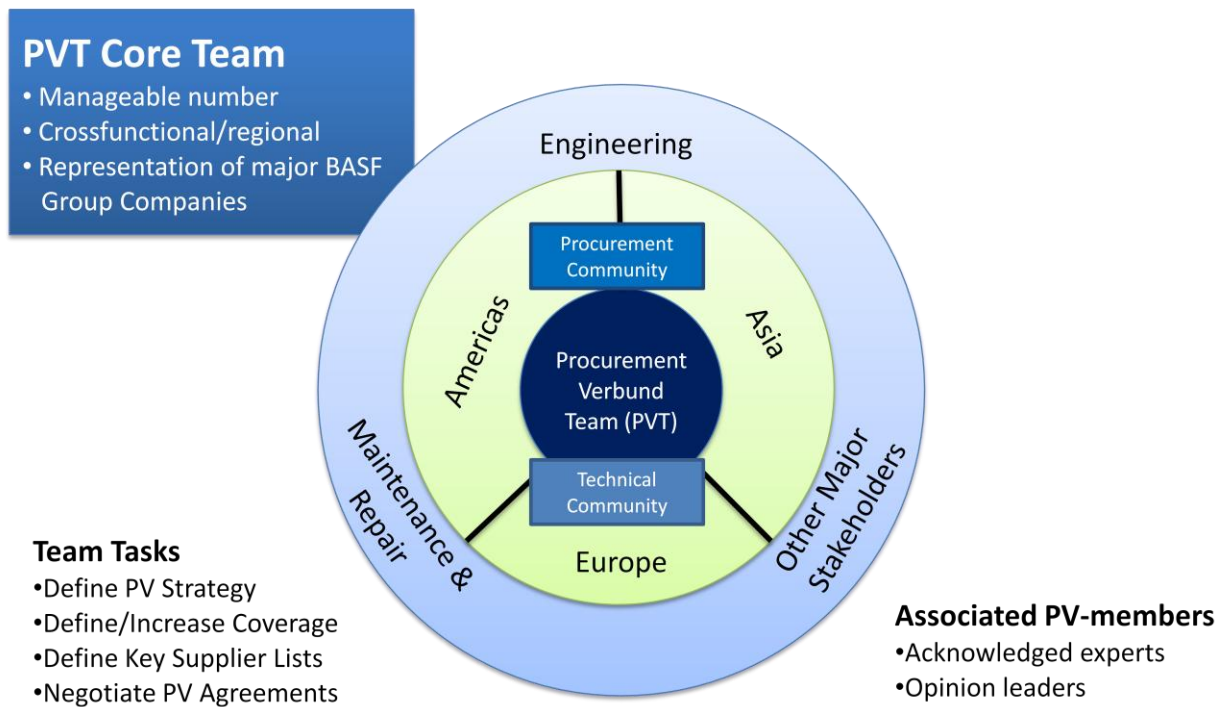 PVT Core Team
• Manageable number
• Crossfunctional/regional
• Representation of major BASF
Group Companies
Engineering
Procurement
Community
Americas
Asia
Procurement
Verbund
Team (PVT)
Technical
Community
Europe
Maintenance &
Repair
Other Major
Stakeholders
Team Tasks
•Define PV Strategy
•Define/Increase Coverage
•Define Key Supplier Lists
•Negotiate PV Agreements
Associated PV-members
•Acknowledged experts
•Opinion leaders